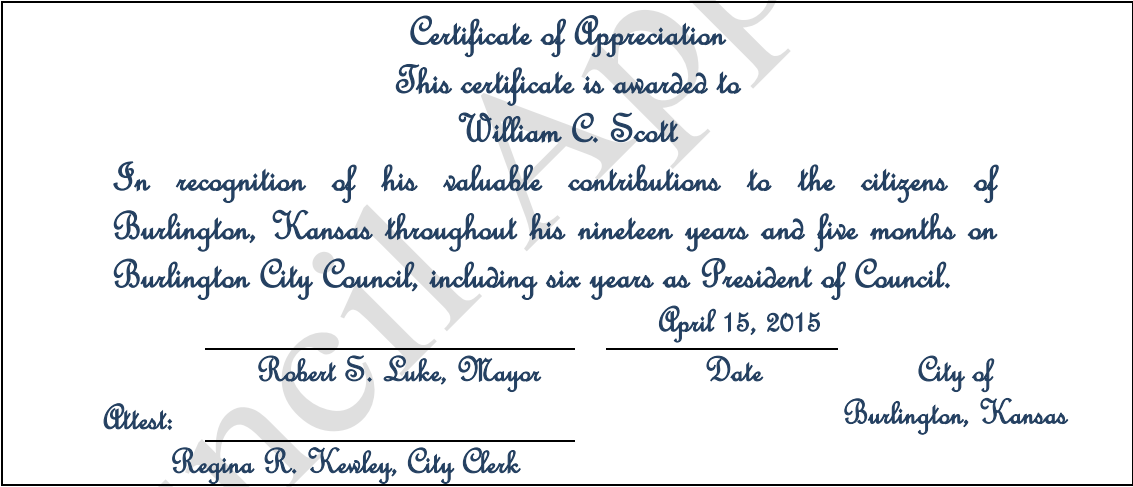 Certificate of Appreciation
This certificate is awarded to
William C. Scott
In recognition of his valuable contributions to the citizens of
Burlington, Kansas throughout his nineteen years and five months on
Burlington City Council, including six years as President of Council.
April 15, 2015
Robert S. Luke, Mayor Date City of
Attest: Burlington, Kansas
Regina R. Kewley, City Clerk
ncil App